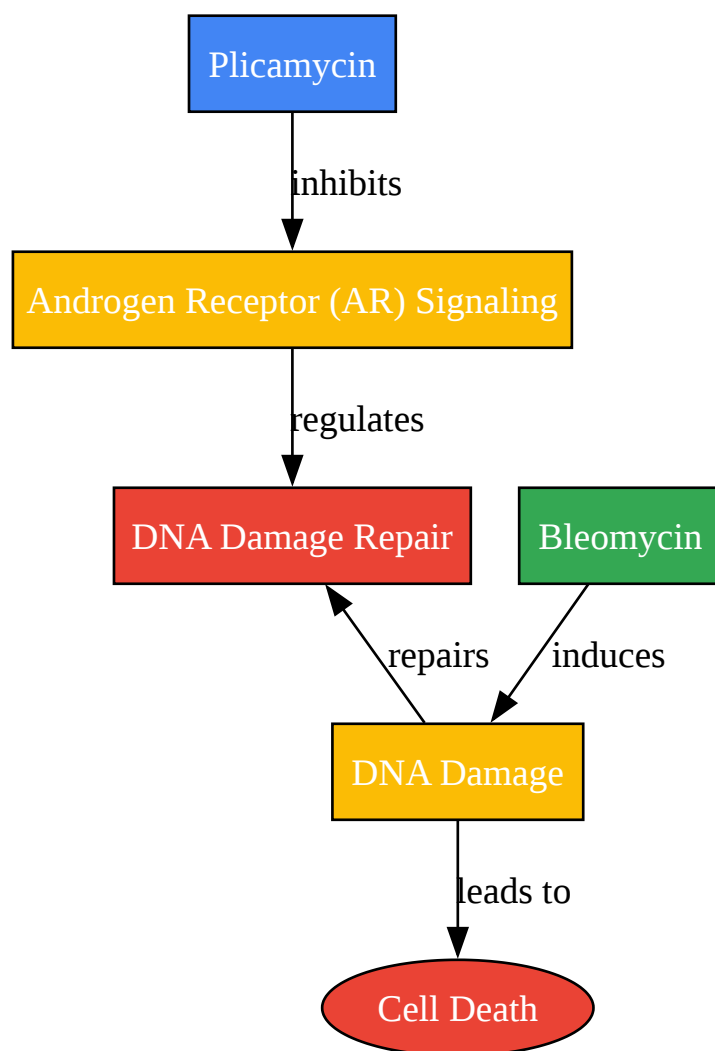 Plicamycin
inhibits
Androgen Receptor (AR) Signaling
regulates
DNA Damage Repair
Bleomycin
repairs
induces
DNA Damage
leads to
Cell Death